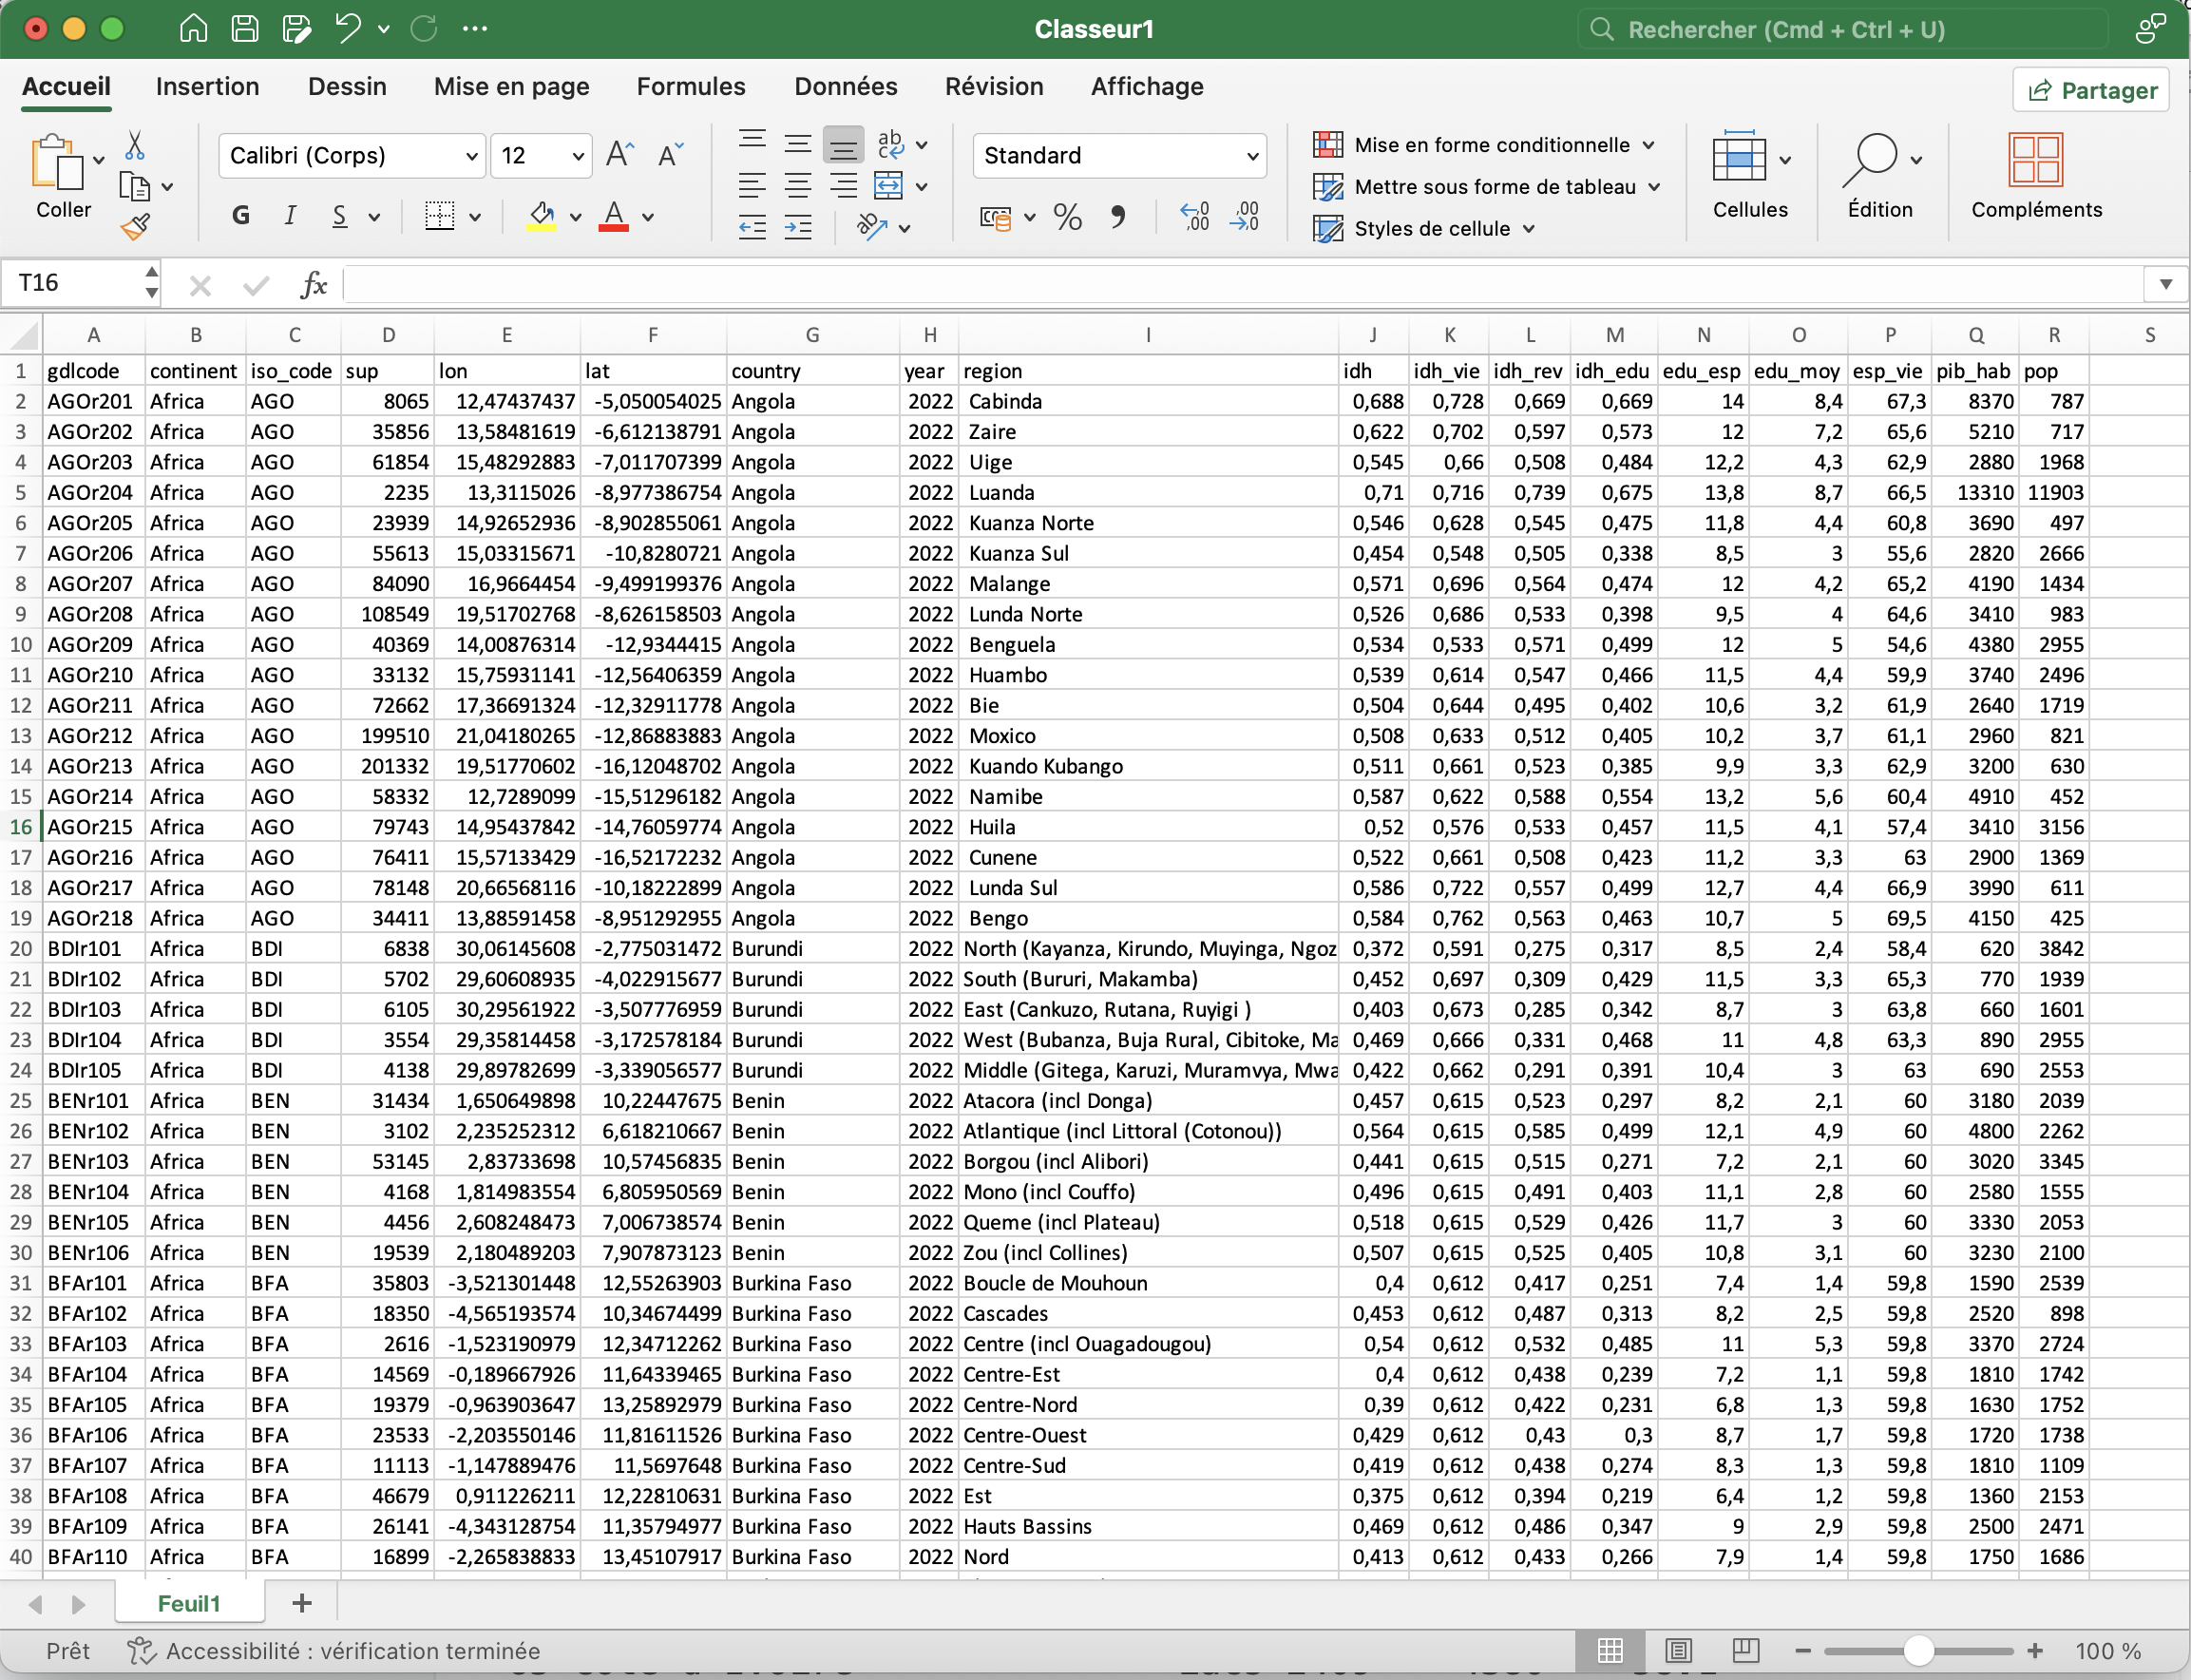 Classeur1
Rechercher (Cmd + Ctrl + U)
Accueil Insertion Dessin Mise en page Formules Données Révision Affichage Partager
Coller
Calibri (Corps) 12
G I S
Standard
Mise en forme conditionnelle
Mettre sous forme de tableau
Styles de cellule
Cellules
Édition
Compléments
T16 fx
A B C D E F G H I J K L M N O P Q R S
1 gdlcode continent iso_code sup lon lat country year region idh idh_vie idh_rev idh_edu edu_esp edu_moy esp_vie pib_hab pop
2 AGOr201 Africa AGO 8065 12,47437437 -5,050054025 Angola 2022 Cabinda 0,688 0,728 0,669 0,669 14 8,4 67,3 8370 787
3 AGOr202 Africa AGO 35856 13,58481619 -6,612138791 Angola 2022 Zaire 0,622 0,702 0,597 0,573 12 7,2 65,6 5210 717
4 AGOr203 Africa AGO 61854 15,48292883 -7,011707399 Angola 2022 Uige 0,545 0,66 0,508 0,484 12,2 4,3 62,9 2880 1968
5 AGOr204 Africa AGO 2235 13,3115026 -8,977386754 Angola 2022 Luanda 0,71 0,716 0,739 0,675 13,8 8,7 66,5 13310 11903
6 AGOr205 Africa AGO 23939 14,92652936 -8,902855061 Angola 2022 Kuanza Norte 0,546 0,628 0,545 0,475 11,8 4,4 60,8 3690 497
7 AGOr206 Africa AGO 55613 15,03315671 -10,8280721 Angola 2022 Kuanza Sul 0,454 0,548 0,505 0,338 8,5 3 55,6 2820 2666
8 AGOr207 Africa AGO 84090 16,9664454 -9,499199376 Angola 2022 Malange 0,571 0,696 0,564 0,474 12 4,2 65,2 4190 1434
9 AGOr208 Africa AGO 108549 19,51702768 -8,626158503 Angola 2022 Lunda Norte 0,526 0,686 0,533 0,398 9,5 4 64,6 3410 983
10 AGOr209 Africa AGO 40369 14,00876314 -12,9344415 Angola 2022 Benguela 0,534 0,533 0,571 0,499 12 5 54,6 4380 2955
11 AGOr210 Africa AGO 33132 15,75931141 -12,56406359 Angola 2022 Huambo 0,539 0,614 0,547 0,466 11,5 4,4 59,9 3740 2496
12 AGOr211 Africa AGO 72662 17,36691324 -12,32911778 Angola 2022 Bie 0,504 0,644 0,495 0,402 10,6 3,2 61,9 2640 1719
13 AGOr212 Africa AGO 199510 21,04180265 -12,86883883 Angola 2022 Moxico 0,508 0,633 0,512 0,405 10,2 3,7 61,1 2960 821
14 AGOr213 Africa AGO 201332 19,51770602 -16,12048702 Angola 2022 Kuando Kubango 0,511 0,661 0,523 0,385 9,9 3,3 62,9 3200 630
15 AGOr214 Africa AGO 58332 12,7289099 -15,51296182 Angola 2022 Namibe 0,587 0,622 0,588 0,554 13,2 5,6 60,4 4910 452
16 AGOr215 Africa AGO 79743 14,95437842 -14,76059774 Angola 2022 Huila 0,52 0,576 0,533 0,457 11,5 4,1 57,4 3410 3156
17 AGOr216 Africa AGO 76411 15,57133429 -16,52172232 Angola 2022 Cunene 0,522 0,661 0,508 0,423 11,2 3,3 63 2900 1369
18 AGOr217 Africa AGO 78148 20,66568116 -10,18222899 Angola 2022 Lunda Sul 0,586 0,722 0,557 0,499 12,7 4,4 66,9 3990 611
19 AGOr218 Africa AGO 34411 13,88591458 -8,951292955 Angola 2022 Bengo 0,584 0,762 0,563 0,463 10,7 5 69,5 4150 425
20 BDIr101 Africa BDI 6838 30,06145608 -2,775031472 Burundi 2022 North (Kayanza, Kirundo, Muyinga, Ngoz 0,372 0,591 0,275 0,317 8,5 2,4 58,4 620 3842
21 BDIr102 Africa BDI 5702 29,60608935 -4,022915677 Burundi 2022 South (Bururi, Makamba) 0,452 0,697 0,309 0,429 11,5 3,3 65,3 770 1939
22 BDIr103 Africa BDI 6105 30,29561922 -3,507776959 Burundi 2022 East (Cankuzo, Rutana, Ruyigi ) 0,403 0,673 0,285 0,342 8,7 3 63,8 660 1601
23 BDIr104 Africa BDI 3554 29,35814458 -3,172578184 Burundi 2022 West (Bubanza, Buja Rural, Cibitoke, Ma 0,469 0,666 0,331 0,468 11 4,8 63,3 890 2955
24 BDIr105 Africa BDI 4138 29,89782699 -3,339056577 Burundi 2022 Middle (Gitega, Karuzi, Muramvya, Mwa 0,422 0,662 0,291 0,391 10,4 3 63 690 2553
25 BENr101 Africa BEN 31434 1,650649898 10,22447675 Benin 2022 Atacora (incl Donga) 0,457 0,615 0,523 0,297 8,2 2,1 60 3180 2039
26 BENr102 Africa BEN 3102 2,235252312 6,618210667 Benin 2022 Atlantique (incl Littoral (Cotonou)) 0,564 0,615 0,585 0,499 12,1 4,9 60 4800 2262
27 BENr103 Africa BEN 53145 2,83733698 10,57456835 Benin 2022 Borgou (incl Alibori) 0,441 0,615 0,515 0,271 7,2 2,1 60 3020 3345
28 BENr104 Africa BEN 4168 1,814983554 6,805950569 Benin 2022 Mono (incl Couffo) 0,496 0,615 0,491 0,403 11,1 2,8 60 2580 1555
29 BENr105 Africa BEN 4456 2,608248473 7,006738574 Benin 2022 Queme (incl Plateau) 0,518 0,615 0,529 0,426 11,7 3 60 3330 2053
30 BENr106 Africa BEN 19539 2,180489203 7,907873123 Benin 2022 Zou (incl Collines) 0,507 0,615 0,525 0,405 10,8 3,1 60 3230 2100
31 BFAr101 Africa BFA 35803 -3,521301448 12,55263903 Burkina Faso 2022 Boucle de Mouhoun 0,4 0,612 0,417 0,251 7,4 1,4 59,8 1590 2539
32 BFAr102 Africa BFA 18350 -4,565193574 10,34674499 Burkina Faso 2022 Cascades 0,453 0,612 0,487 0,313 8,2 2,5 59,8 2520 898
33 BFAr103 Africa BFA 2616 -1,523190979 12,34712262 Burkina Faso 2022 Centre (incl Ouagadougou) 0,54 0,612 0,532 0,485 11 5,3 59,8 3370 2724
34 BFAr104 Africa BFA 14569 -0,189667926 11,64339465 Burkina Faso 2022 Centre-Est 0,4 0,612 0,438 0,239 7,2 1,1 59,8 1810 1742
35 BFAr105 Africa BFA 19379 -0,963903647 13,25892979 Burkina Faso 2022 Centre-Nord 0,39 0,612 0,422 0,231 6,8 1,3 59,8 1630 1752
36 BFAr106 Africa BFA 23533 -2,203550146 11,81611526 Burkina Faso 2022 Centre-Ouest 0,429 0,612 0,43 0,3 8,7 1,7 59,8 1720 1738
37 BFAr107 Africa BFA 11113 -1,147889476 11,5697648 Burkina Faso 2022 Centre-Sud 0,419 0,612 0,438 0,274 8,3 1,3 59,8 1810 1109
38 BFAr108 Africa BFA 46679 0,911226211 12,22810631 Burkina Faso 2022 Est 0,375 0,612 0,394 0,219 6,4 1,2 59,8 1360 2153
39 BFAr109 Africa BFA 26141 -4,343128754 11,35794977 Burkina Faso 2022 Hauts Bassins 0,469 0,612 0,486 0,347 9 2,9 59,8 2500 2471
40 BFAr110 Africa BFA 16899 -2,265838833 13,45107917 Burkina Faso 2022 Nord 0,413 0,612 0,433 0,266 7,9 1,4 59,8 1750 1686
Feuil1
Prêt Accessibilité : vérification terminée 100 %